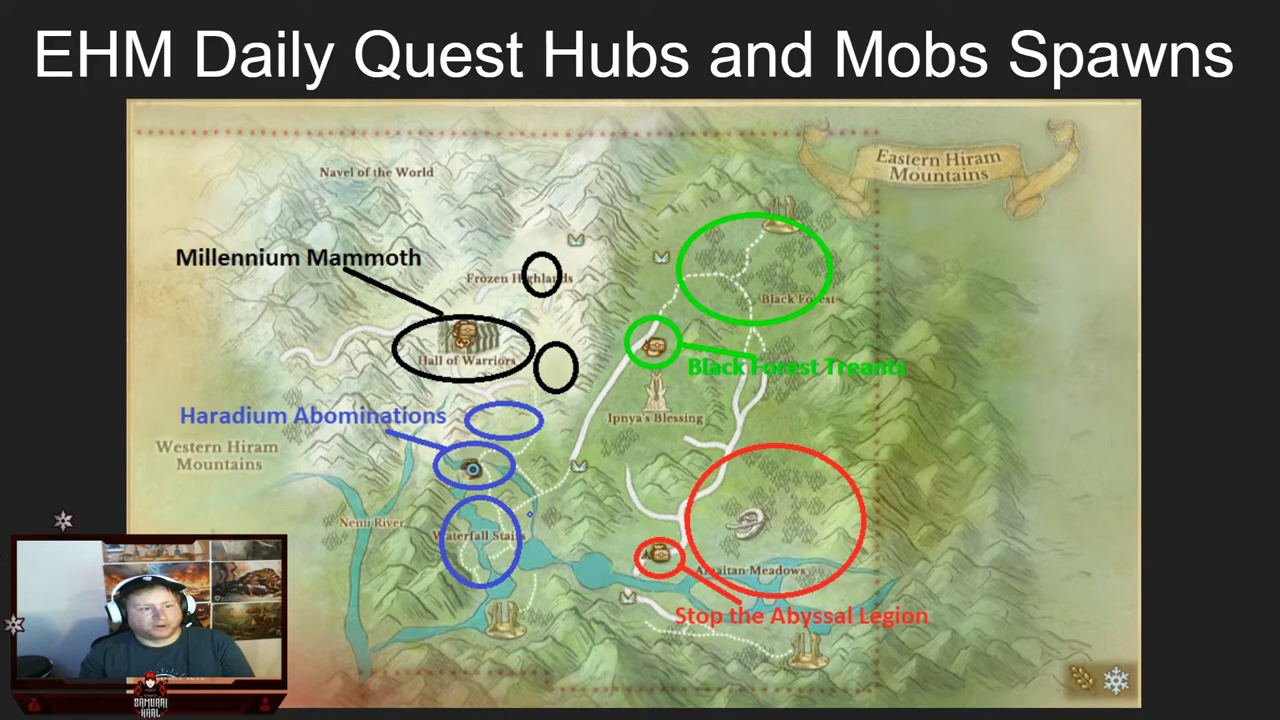 EHM Daily Quest Hubs and Mobs Spawns
Eastern Hiram
Mountains
Navel of the World
Millennium Mammoth
Frozen Highlands
Black Forest
Hall of Warriors
Black Forest Treants
Haradium Abominations
Ipnya's Blessing
Western Hiram
Mountains
Nemi River
Waterfall Stairs
Amaitan Meadows
Stop the Abyssal Legion
SAMURAI